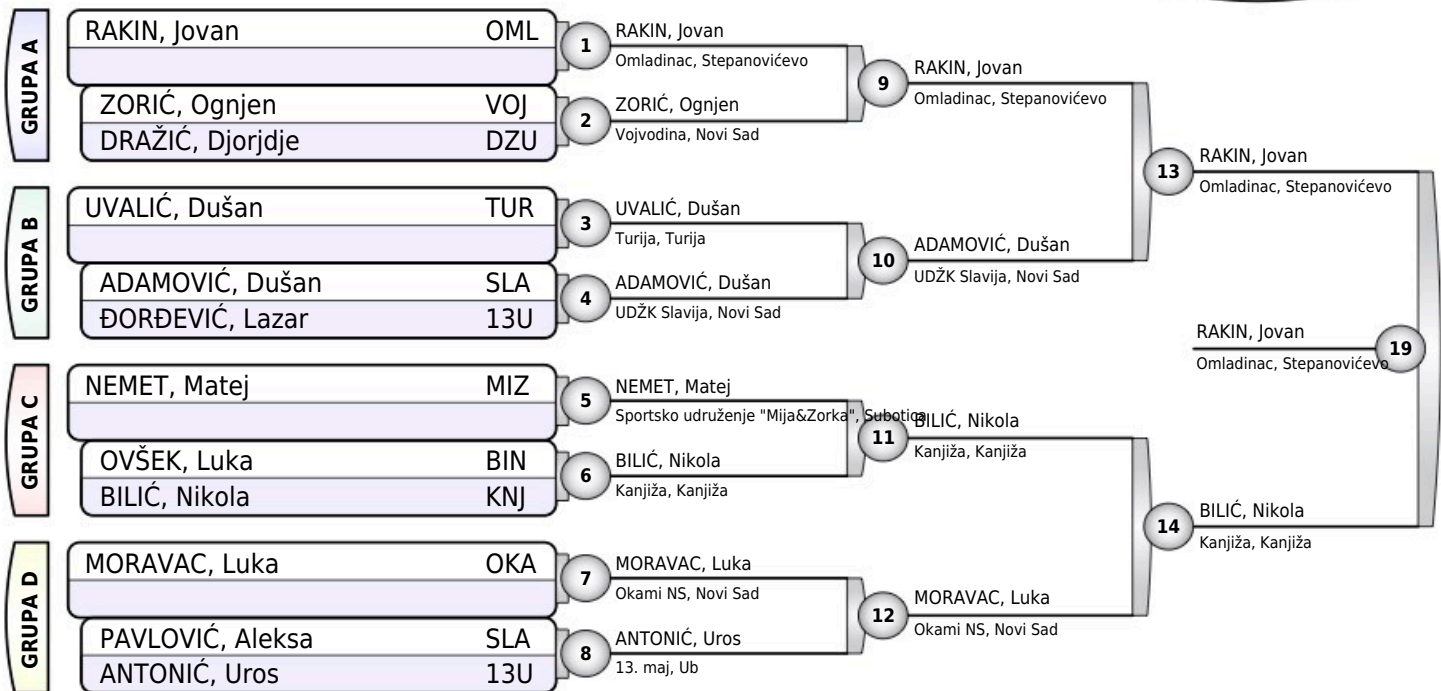 GRUPA A
RAKIN, Jovan OML
ZORIĆ, Ognjen VOJ
DRAŽIĆ, Djorjdje DZU
1
RAKIN, Jovan
Omladinac, Stepanovićevo
2
ZORIĆ, Ognjen
Vojvodina, Novi Sad
9
RAKIN, Jovan
Omladinac, Stepanovićevo
GRUPA B
UVALIĆ, Dušan TUR
ADAMOVIĆ, Dušan SLA
ĐORĐEVIĆ, Lazar 13U
3
UVALIĆ, Dušan
Turija, Turija
4
ADAMOVIĆ, Dušan
UDŽK Slavija, Novi Sad
10
ADAMOVIĆ, Dušan
UDŽK Slavija, Novi Sad
13
RAKIN, Jovan
Omladinac, Stepanovićevo
GRUPA C
NEMET, Matej MIZ
OVŠEK, Luka BIN
BILIĆ, Nikola KNJ
5
NEMET, Matej
Sportsko udruženje "Mija&Zorka", Subotica
6
BILIĆ, Nikola
Kanjiža, Kanjiža
11
BILIĆ, Nikola
Kanjiža, Kanjiža
GRUPA D
MORAVAC, Luka OKA
PAVLOVIĆ, Aleksa SLA
ANTONIĆ, Uros 13U
7
MORAVAC, Luka
Okami NS, Novi Sad
8
ANTONIĆ, Uros
13. maj, Ub
12
MORAVAC, Luka
Okami NS, Novi Sad
14
BILIĆ, Nikola
Kanjiža, Kanjiža
RAKIN, Jovan
Omladinac, Stepanovićevo
19